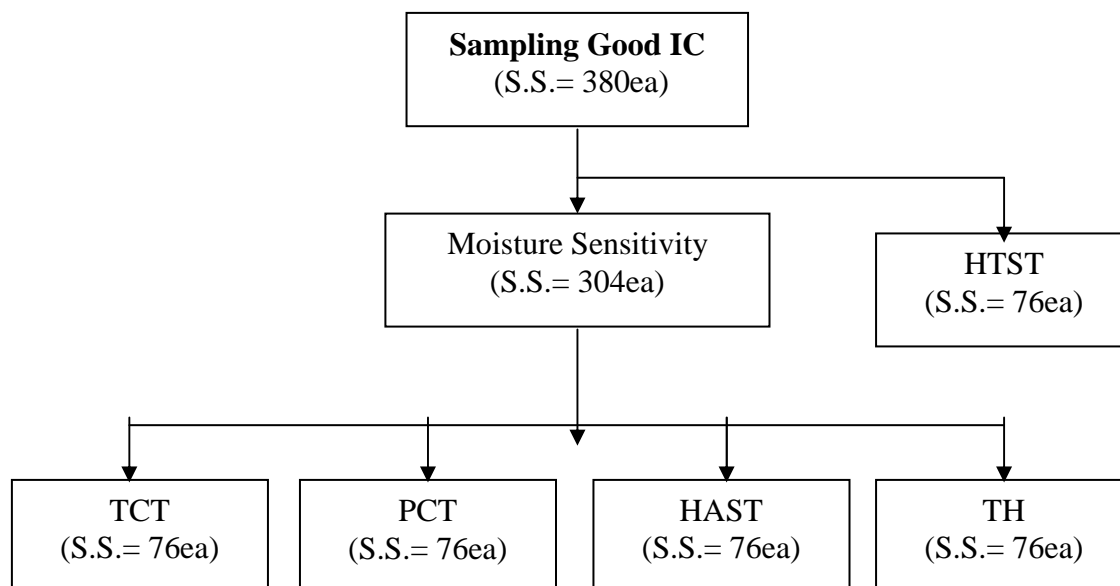 Sampling Good IC
(S.S.= 380ea)
Moisture Sensitivity
(S.S.= 304ea)
HTST
(S.S.= 76ea)
TCT
(S.S.= 76ea)
PCT
(S.S.= 76ea)
HAST
(S.S.= 76ea)
TH
(S.S.= 76ea)